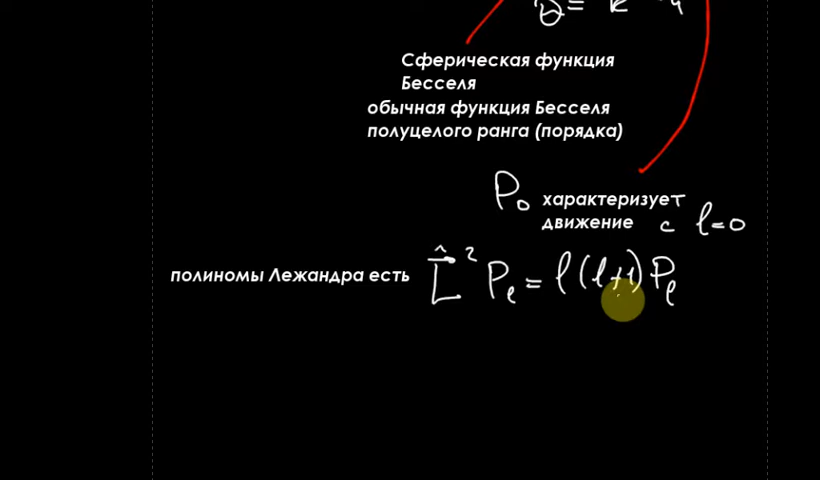 Сферическая функция
Бесселя
обычная функция Бесселя
полуцелого ранга (порядка)
P₀ характеризует
движение с l=0
полиномы Лежандра есть L̂⃗² Pₗ = l(l+1) Pₗ